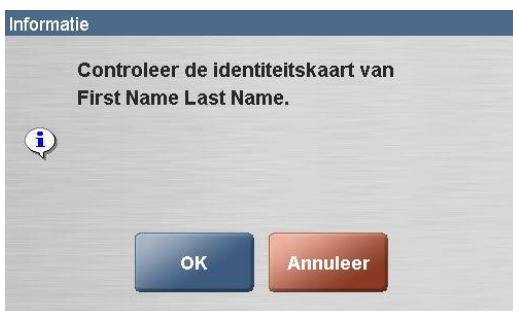 Informatie
Controleer de identiteitskaart van
First Name Last Name.
OK
Annuleer